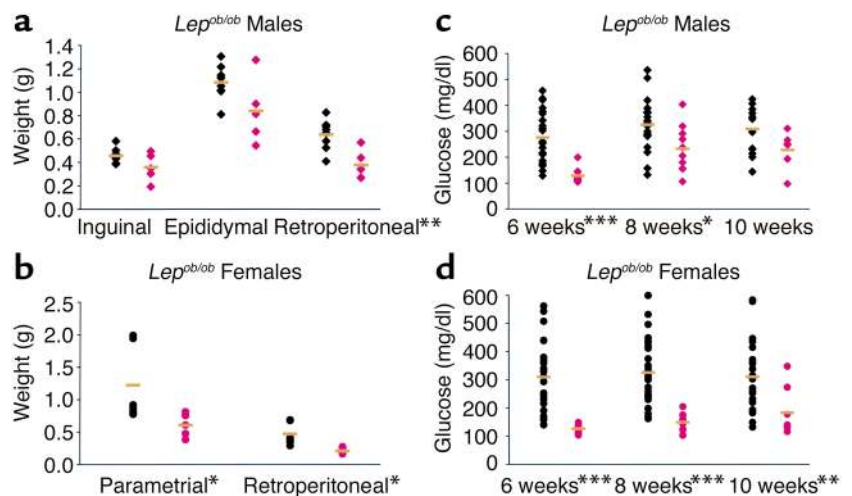 a
Lep^ob/ob Males
Weight (g)
1.4
1.2
1.0
0.8
0.6
0.4
0.2
0.0
Inguinal Epididymal Retroperitoneal**
b
Lep^ob/ob Females
Weight (g)
2.5
2.0
1.5
1.0
0.5
0.0
Parametrial* Retroperitoneal*
c
Lep^ob/ob Males
Glucose (mg/dl)
600
500
400
300
200
100
0
6 weeks*** 8 weeks* 10 weeks
d
Lep^ob/ob Females
Glucose (mg/dl)
600
500
400
300
200
100
0
6 weeks*** 8 weeks*** 10 weeks**